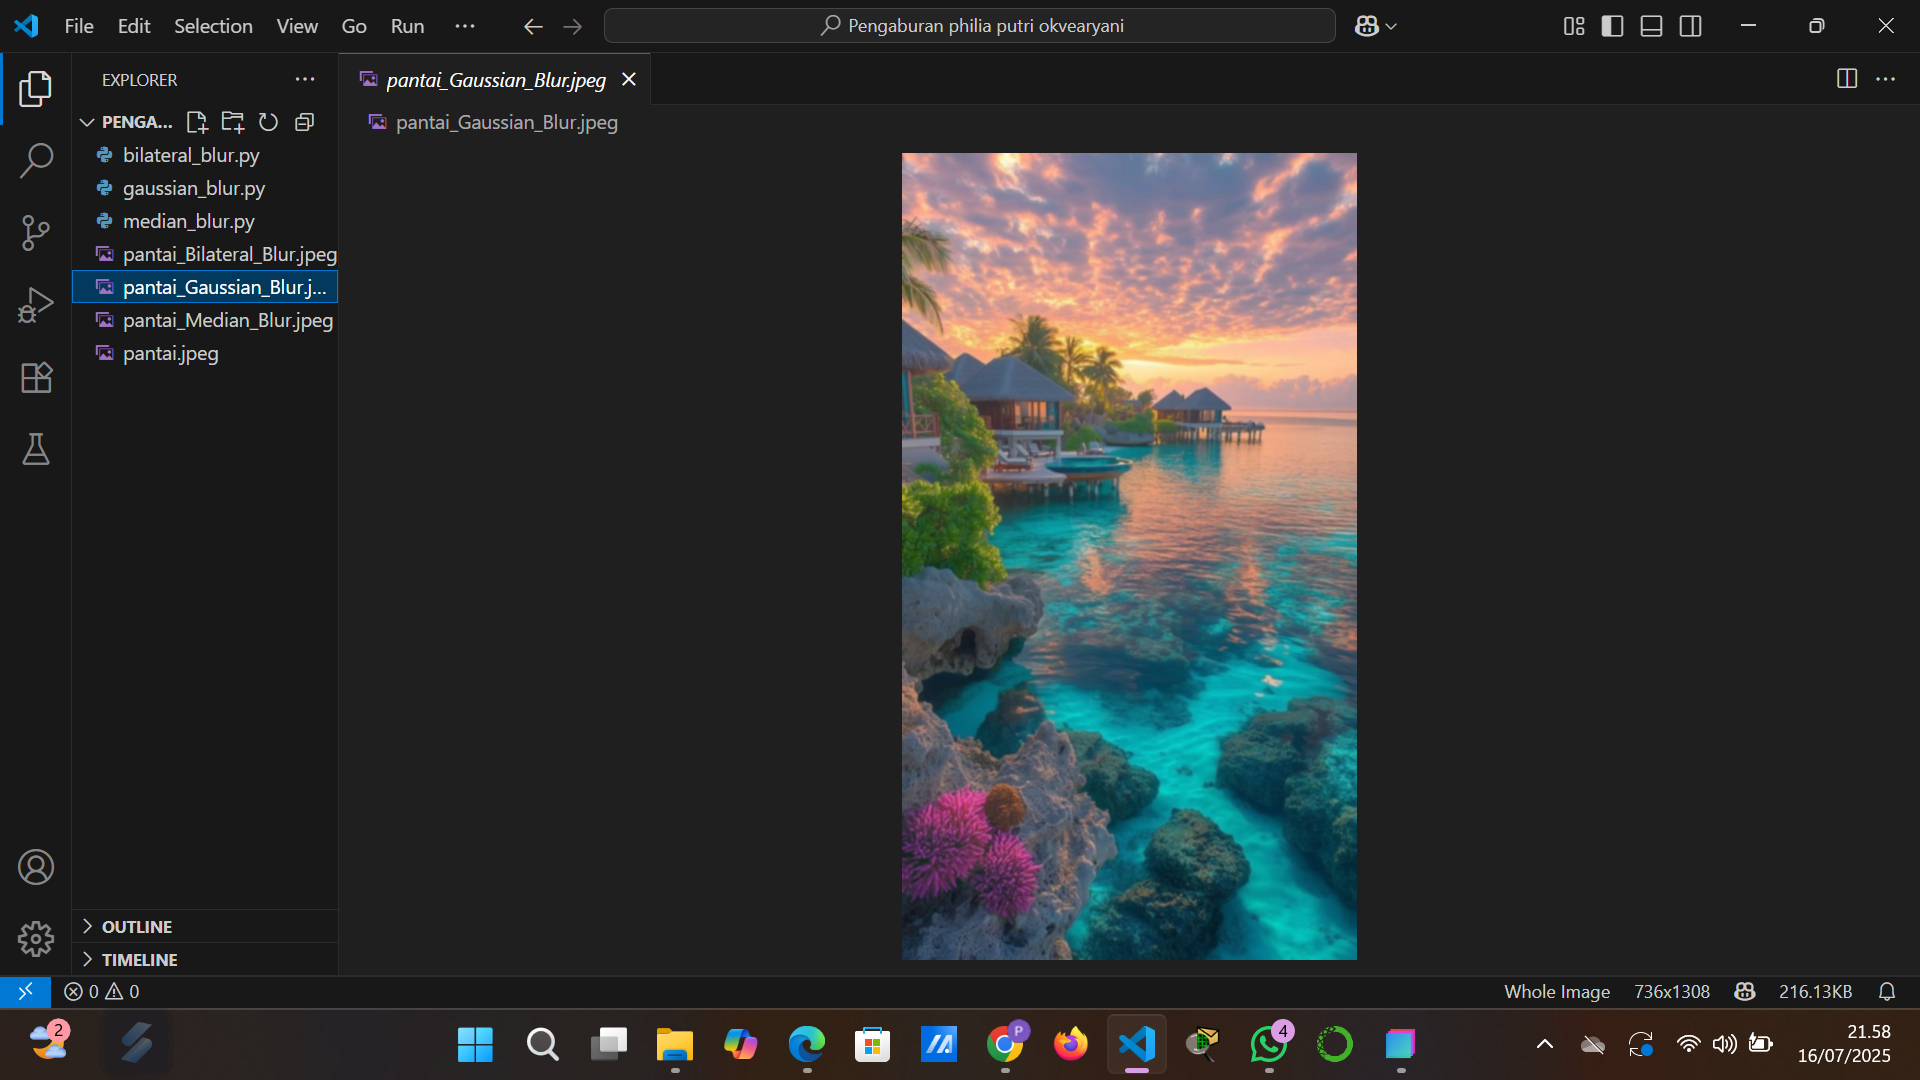 File Edit Selection View Go Run ···
Pengaburan philia putri okvearyani
EXPLORER
pantai_Gaussian_Blur.jpeg
PENGA...
pantai_Gaussian_Blur.jpeg
bilateral_blur.py
gaussian_blur.py
median_blur.py
pantai_Bilateral_Blur.jpeg
pantai_Gaussian_Blur.j...
pantai_Median_Blur.jpeg
pantai.jpeg
OUTLINE
TIMELINE
0 0
Whole Image 736x1308 216.13KB
2
P
4
21.58
16/07/2025